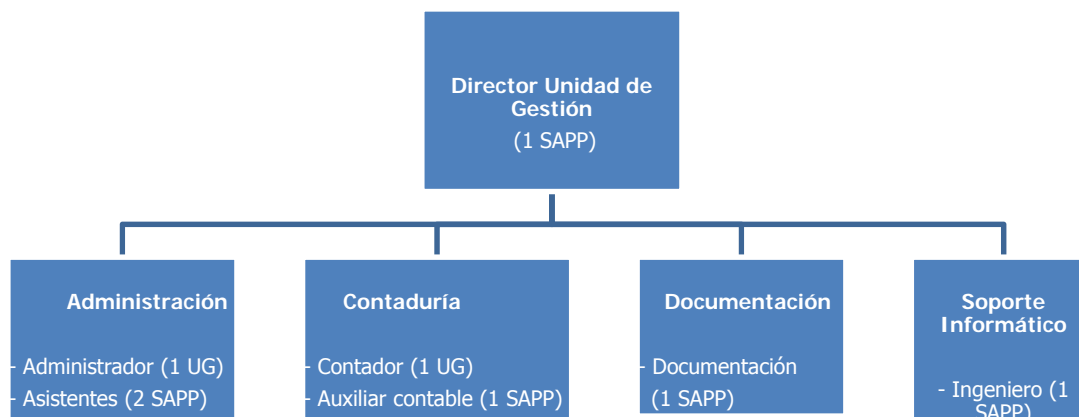 Director Unidad de
Gestión
(1 SAPP)
Administración
- Administrador (1 UG)
- Asistentes (2 SAPP)
Contaduría
- Contador (1 UG)
- Auxiliar contable (1 SAPP)
Documentación
- Documentación
(1 SAPP)
Soporte
Informático
- Ingeniero (1
SAPP)